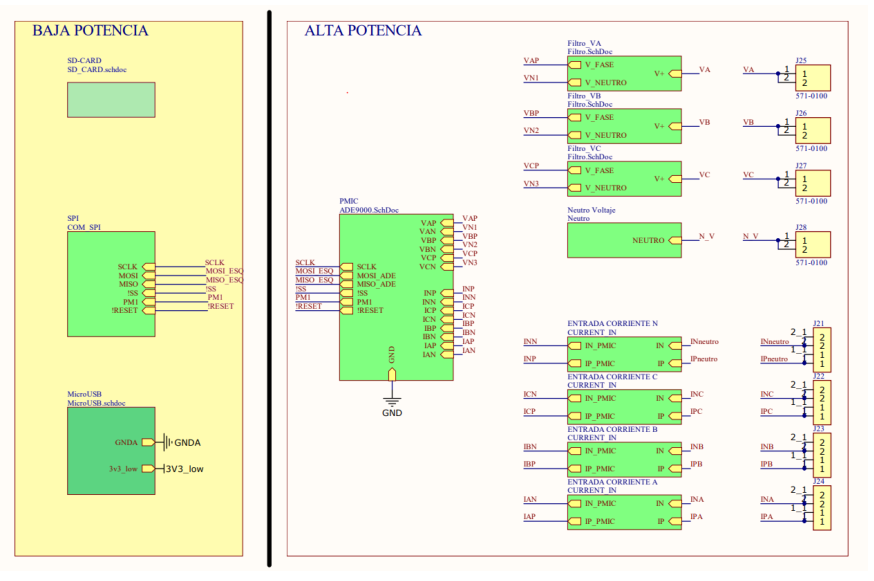 BAJA POTENCIA
SD-CARD
SD_CARD.schdoc
SPI
COM_SPI
SCLK SCLK
MOSI MOSI_ESQ
MISO MISO_ESQ
!SS !SS
PM1 PM1
!RESET !RESET
MicroUSB
MicroUSB.schdoc
GNDA GNDA
3v3_low 3V3_low
ALTA POTENCIA
PMIC
ADE9000.SchDoc
SCLK SCLK
MOSI_ESQ MOSI_ADE
MISO_ESQ MISO_ADE
!SS !SS
PM1 PM1
!RESET !RESET
VAP VAP
VAN VN1
VBP VBP
VBN VN2
VCP VCP
VCN VN3
INP INP
INN INN
ICP ICP
ICN ICN
IBP IBP
IBN IBN
IAP IAP
IAN IAN
GND
GND
Filtro_VA
Filtro.SchDoc
VAP V_FASE
VN1 V_NEUTRO
V+ VA
Filtro_VB
Filtro.SchDoc
VBP V_FASE
VN2 V_NEUTRO
V+ VB
Filtro_VC
Filtro.SchDoc
VCP V_FASE
VN3 V_NEUTRO
V+ VC
Neutro Voltaje
Neutro
NEUTRO N_V
J25
VA 1 1
2 2
571-0100
J26
VB 1 1
2 2
571-0100
J27
VC 1 1
2 2
571-0100
J28
N_V 1 1
2 2
571-0100
ENTRADA CORRIENTE N
CURRENT_IN
INN IN_PMIC IN INneutro
INP IP_PMIC IP IPneutro
ENTRADA CORRIENTE C
CURRENT_IN
ICN IN_PMIC IN INC
ICP IP_PMIC IP IPC
ENTRADA CORRIENTE B
CURRENT_IN
IBN IN_PMIC IN INB
IBP IP_PMIC IP IPB
ENTRADA CORRIENTE A
CURRENT_IN
IAN IN_PMIC IN INA
IAP IP_PMIC IP IPA
J21
2_1 2
INneutro 2
1_1 1
IPneutro 1
J22
2_1 2
INC 2
1_1 1
IPC 1
J23
2_1 2
INB 2
1_1 1
IPB 1
J24
2_1 2
INA 2
1_1 1
IPA 1